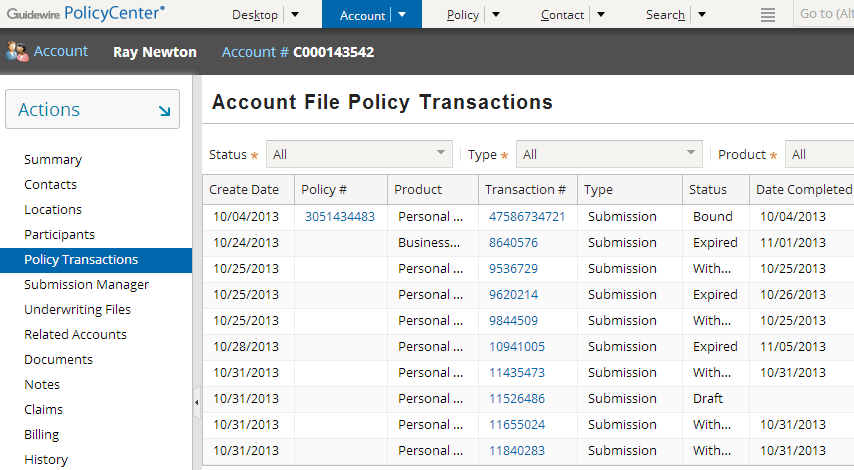 Guidewire PolicyCenter® Desktop Account Policy Contact Search Go to (Alt
Account Ray Newton Account # C000143542
Actions
Summary
Contacts
Locations
Participants
Policy Transactions
Submission Manager
Underwriting Files
Related Accounts
Documents
Notes
Claims
Billing
History
Account File Policy Transactions
Status * All Type * All Product * All
Create Date Policy # Product Transaction # Type Status Date Completed
10/04/2013 3051434483 Personal ... 47586734721 Submission Bound 10/04/2013
10/24/2013 Business... 8640576 Submission Expired 11/01/2013
10/25/2013 Personal ... 9536729 Submission With... 10/25/2013
10/25/2013 Personal ... 9620214 Submission Expired 10/26/2013
10/25/2013 Personal ... 9844509 Submission With... 10/25/2013
10/28/2013 Personal ... 10941005 Submission Expired 11/05/2013
10/31/2013 Personal ... 11435473 Submission With... 10/31/2013
10/31/2013 Personal ... 11526486 Submission Draft
10/31/2013 Personal ... 11655024 Submission With... 10/31/2013
10/31/2013 Personal ... 11840283 Submission With... 10/31/2013